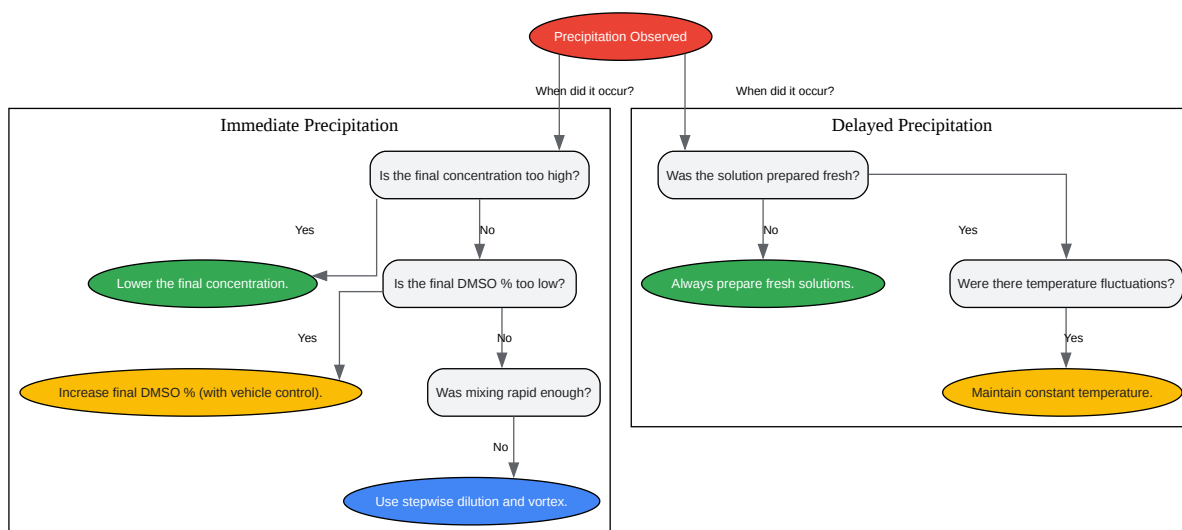 Precipitation Observed
When did it occur?
When did it occur?
Immediate Precipitation
Delayed Precipitation
Is the final concentration too high?
Was the solution prepared fresh?
Yes
No
No
Yes
Lower the final concentration.
Is the final DMSO % too low?
Always prepare fresh solutions.
Were there temperature fluctuations?
Yes
No
Yes
Increase final DMSO % (with vehicle control).
Was mixing rapid enough?
Maintain constant temperature.
No
Use stepwise dilution and vortex.